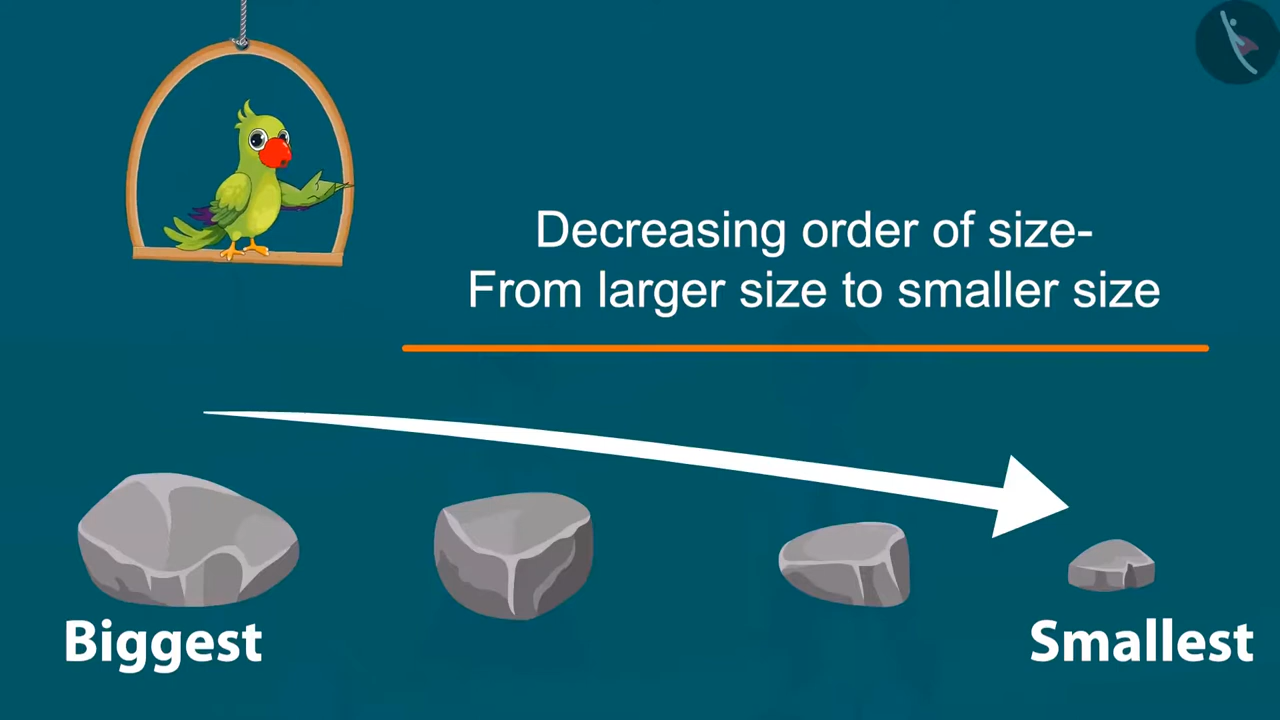 Decreasing order of size-
From larger size to smaller size
Biggest
Smallest